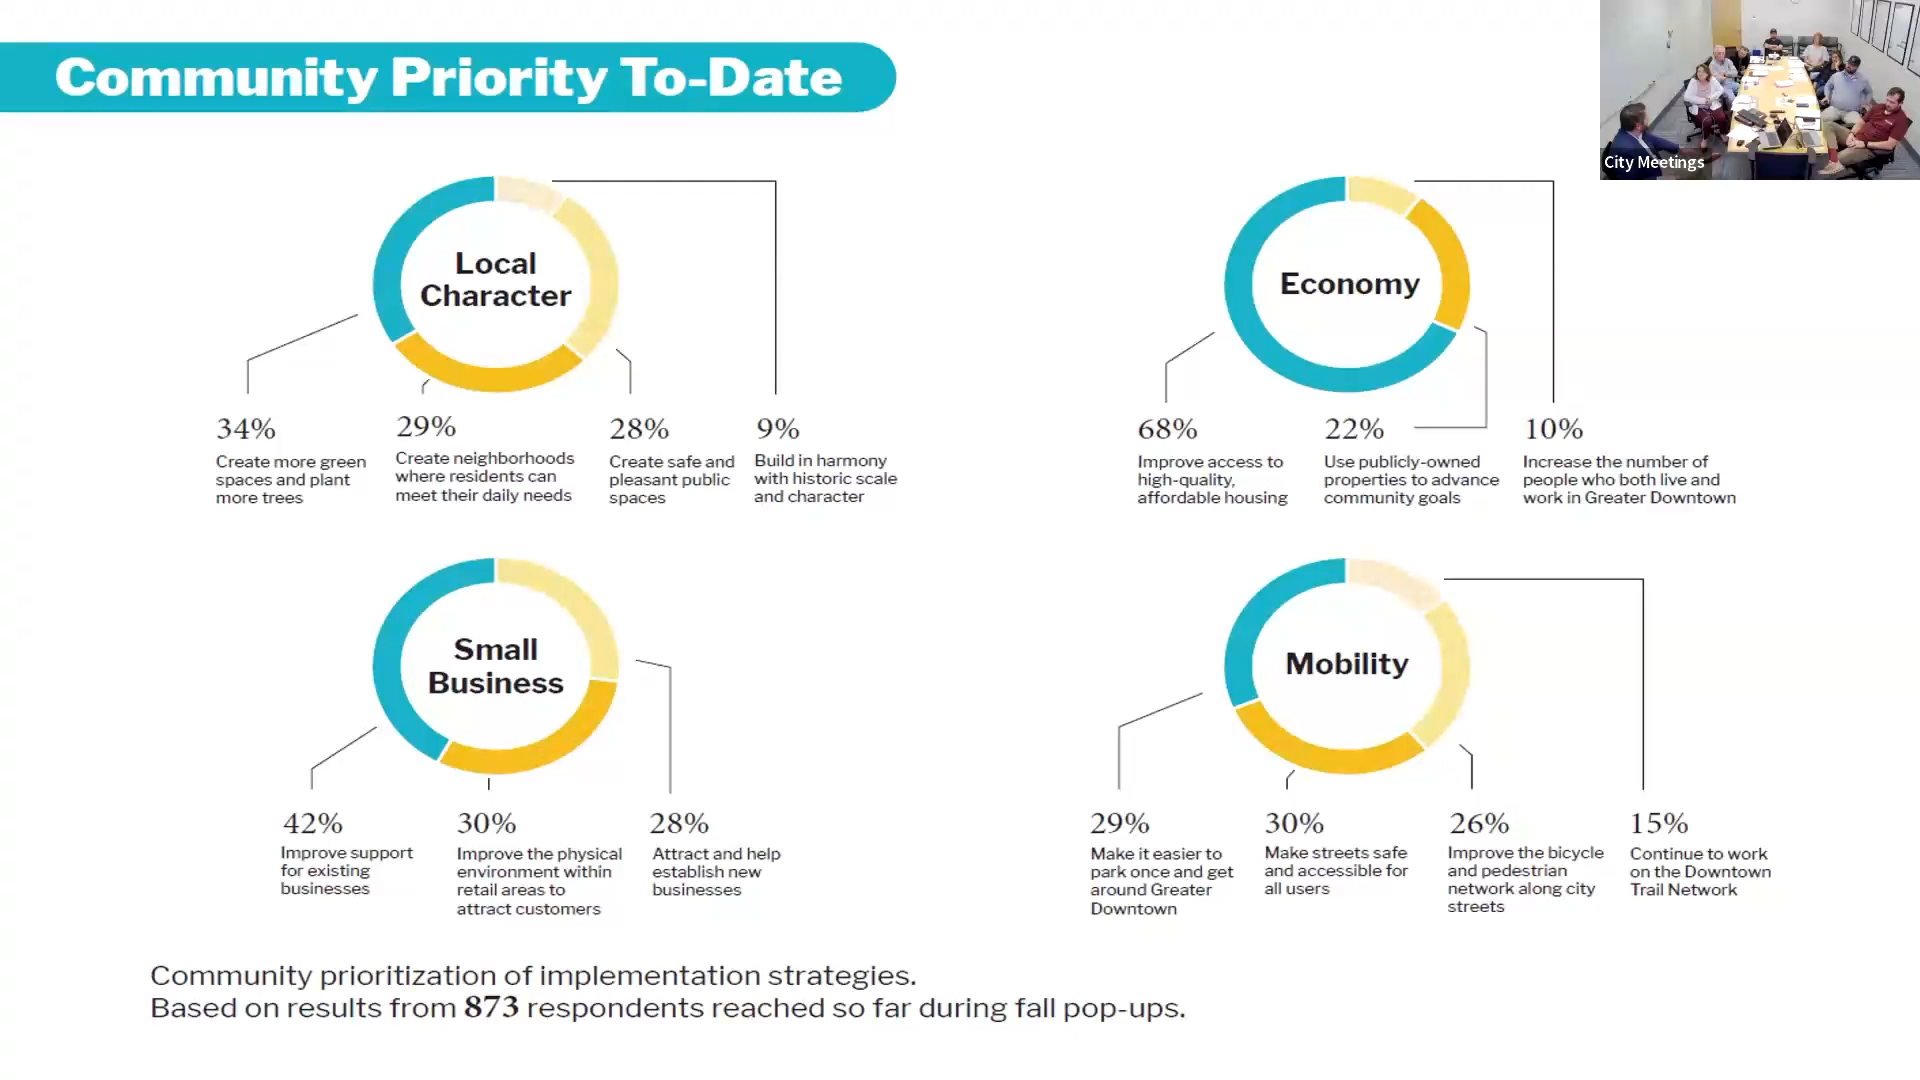 Community Priority To-Date
City Meetings
Local
Character
34%
Create more green
spaces and plant
more trees
29%
Create neighborhoods
where residents can
meet their daily needs
28%
Create safe and
pleasant public
spaces
9%
Build in harmony
with historic scale
and character
Economy
68%
Improve access to
high-quality,
affordable housing
22%
Use publicly-owned
properties to advance
community goals
10%
Increase the number of
people who both live and
work in Greater Downtown
Small
Business
42%
Improve support
for existing
businesses
30%
Improve the physical
environment within
retail areas to
attract customers
28%
Attract and help
establish new
businesses
Mobility
29%
Make it easier to
park once and get
around Greater
Downtown
30%
Make streets safe
and accessible for
all users
26%
Improve the bicycle
and pedestrian
network along city
streets
15%
Continue to work
on the Downtown
Trail Network
Community prioritization of implementation strategies.
Based on results from 873 respondents reached so far during fall pop-ups.